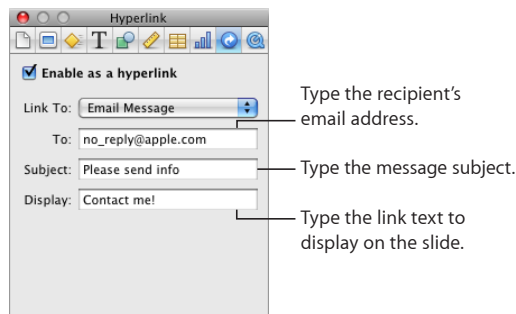 Hyperlink
T
Enable as a hyperlink
Link To: Email Message
To: no_reply@apple.com
Subject: Please send info
Display: Contact me!
Type the recipient’s
email address.
Type the message subject.
Type the link text to
display on the slide.